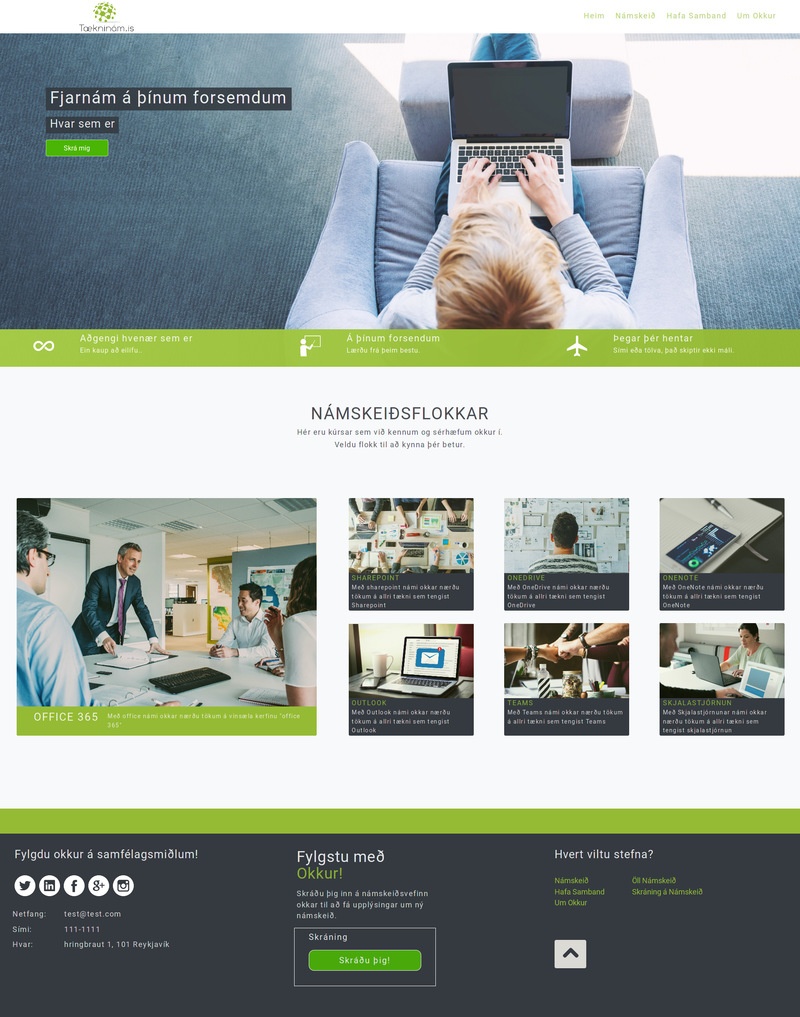 Tækninám.is
Heim Námskeið Hafa Samband Um Okkur
Fjarnám á þínum forsemdum
Hvar sem er
Skrá mig
Aðgengi hvenær sem er
Ein kaup að eilífu..
Á þínum forsendum
Lærðu frá þeim bestu.
Þegar þér hentar
Sími eða tölva, það skiptir ekki máli.
NÁMSKEIÐSFLOKKAR
Hér eru kúrsar sem við kennum og sérhæfum okkur í.
Veldu flokk til að kynna þér betur.
OFFICE 365
Með office námi okkar nærðu tökum á vinsæla kerfinu "office
365"
SHAREPOINT
Með sharepoint námi okkar nærðu
tökum á allri tækni sem tengist
Sharepoint
ONEDRIVE
Með OneDrive námi okkar nærðu
tökum á allri tækni sem tengist
OneDrive
ONENOTE
Með OneNote námi okkar nærðu
tökum á allri tækni sem tengist
OneNote
OUTLOOK
Með Outlook námi okkar nærðu
tökum á allri tækni sem tengist
Outlook
TEAMS
Með Teams námi okkar nærðu tökum
á allri tækni sem tengist Teams
SKJALASTJÓRNUN
Með Skjalastjórnunar námi okkar
nærðu tökum á allri tækni sem
tengist skjalastjórnun
Fylgdu okkur á samfélagsmiðlum!
Netfang: test@test.com
Sími: 111-1111
Hvar: hringbraut 1, 101 Reykjavík
Fylgstu með
Okkur!
Skráðu þig inn á námskeiðsvefinn
okkar til að fá upplýsingar um ný
námskeið.
Skráning
Skráðu þig!
Hvert viltu stefna?
Námskeið
Hafa Samband
Um Okkur
Öll Námskeið
Skráning á Námskeið